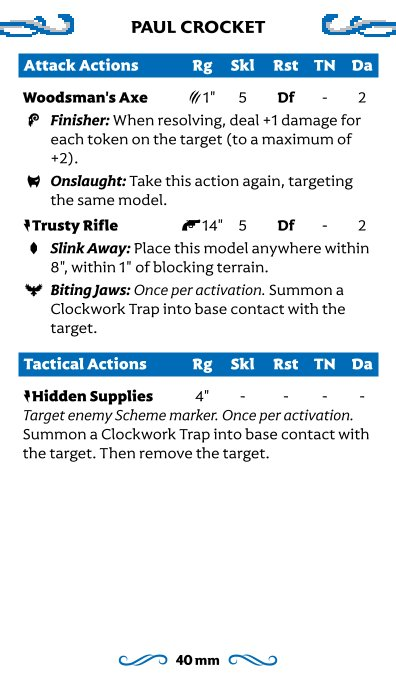 PAUL CROCKET
Attack Actions Rg Skl Rst TN Da
Woodsman's Axe 1" 5 Df - 2
Finisher: When resolving, deal +1 damage for
each token on the target (to a maximum of
+2).
Onslaught: Take this action again, targeting
the same model.
Trusty Rifle 14" 5 Df - 2
Slink Away: Place this model anywhere within
8", within 1" of blocking terrain.
Biting Jaws: Once per activation. Summon a
Clockwork Trap into base contact with the
target.
Tactical Actions Rg Skl Rst TN Da
Hidden Supplies 4" - - - -
Target enemy Scheme marker. Once per activation.
Summon a Clockwork Trap into base contact with
the target. Then remove the target.
40 mm